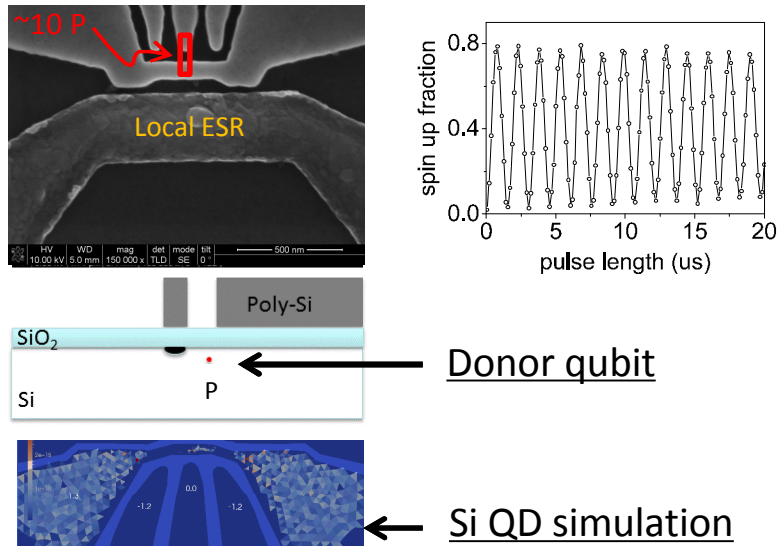 ~10 P
Local ESR
HV WD mag det mode tilt
10.00 kV 5.0 mm 150 000 x TLD SE 0 ° 500 nm
spin up fraction
0.8
0.4
0.0
0 5 10 15 20
pulse length (us)
Poly-Si
SiO2
Si
P
Donor qubit
2e-15
0.0
-1.2 -1.2
Si QD simulation